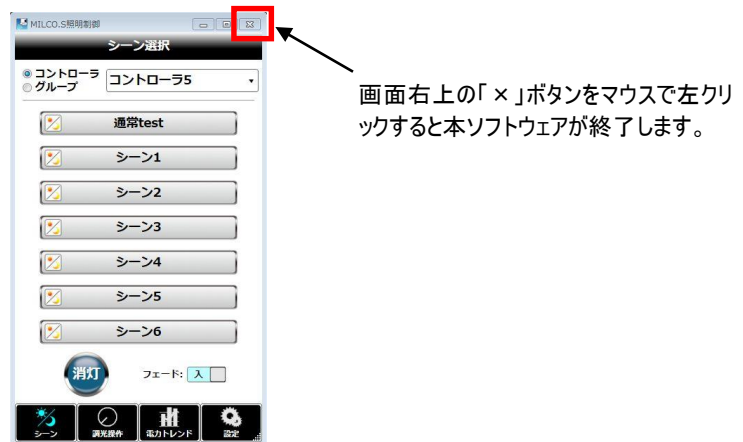 MILCO.S照明制御
シーン選択
コントローラ
グループ
コントローラ5
通常test
シーン1
シーン2
シーン3
シーン4
シーン5
シーン6
消灯
フェード: 入
シーン
調光操作
電力トレンド
設定
画面右上の「×」ボタンをマウスで左クリ
ックすると本ソフトウェアが終了します。